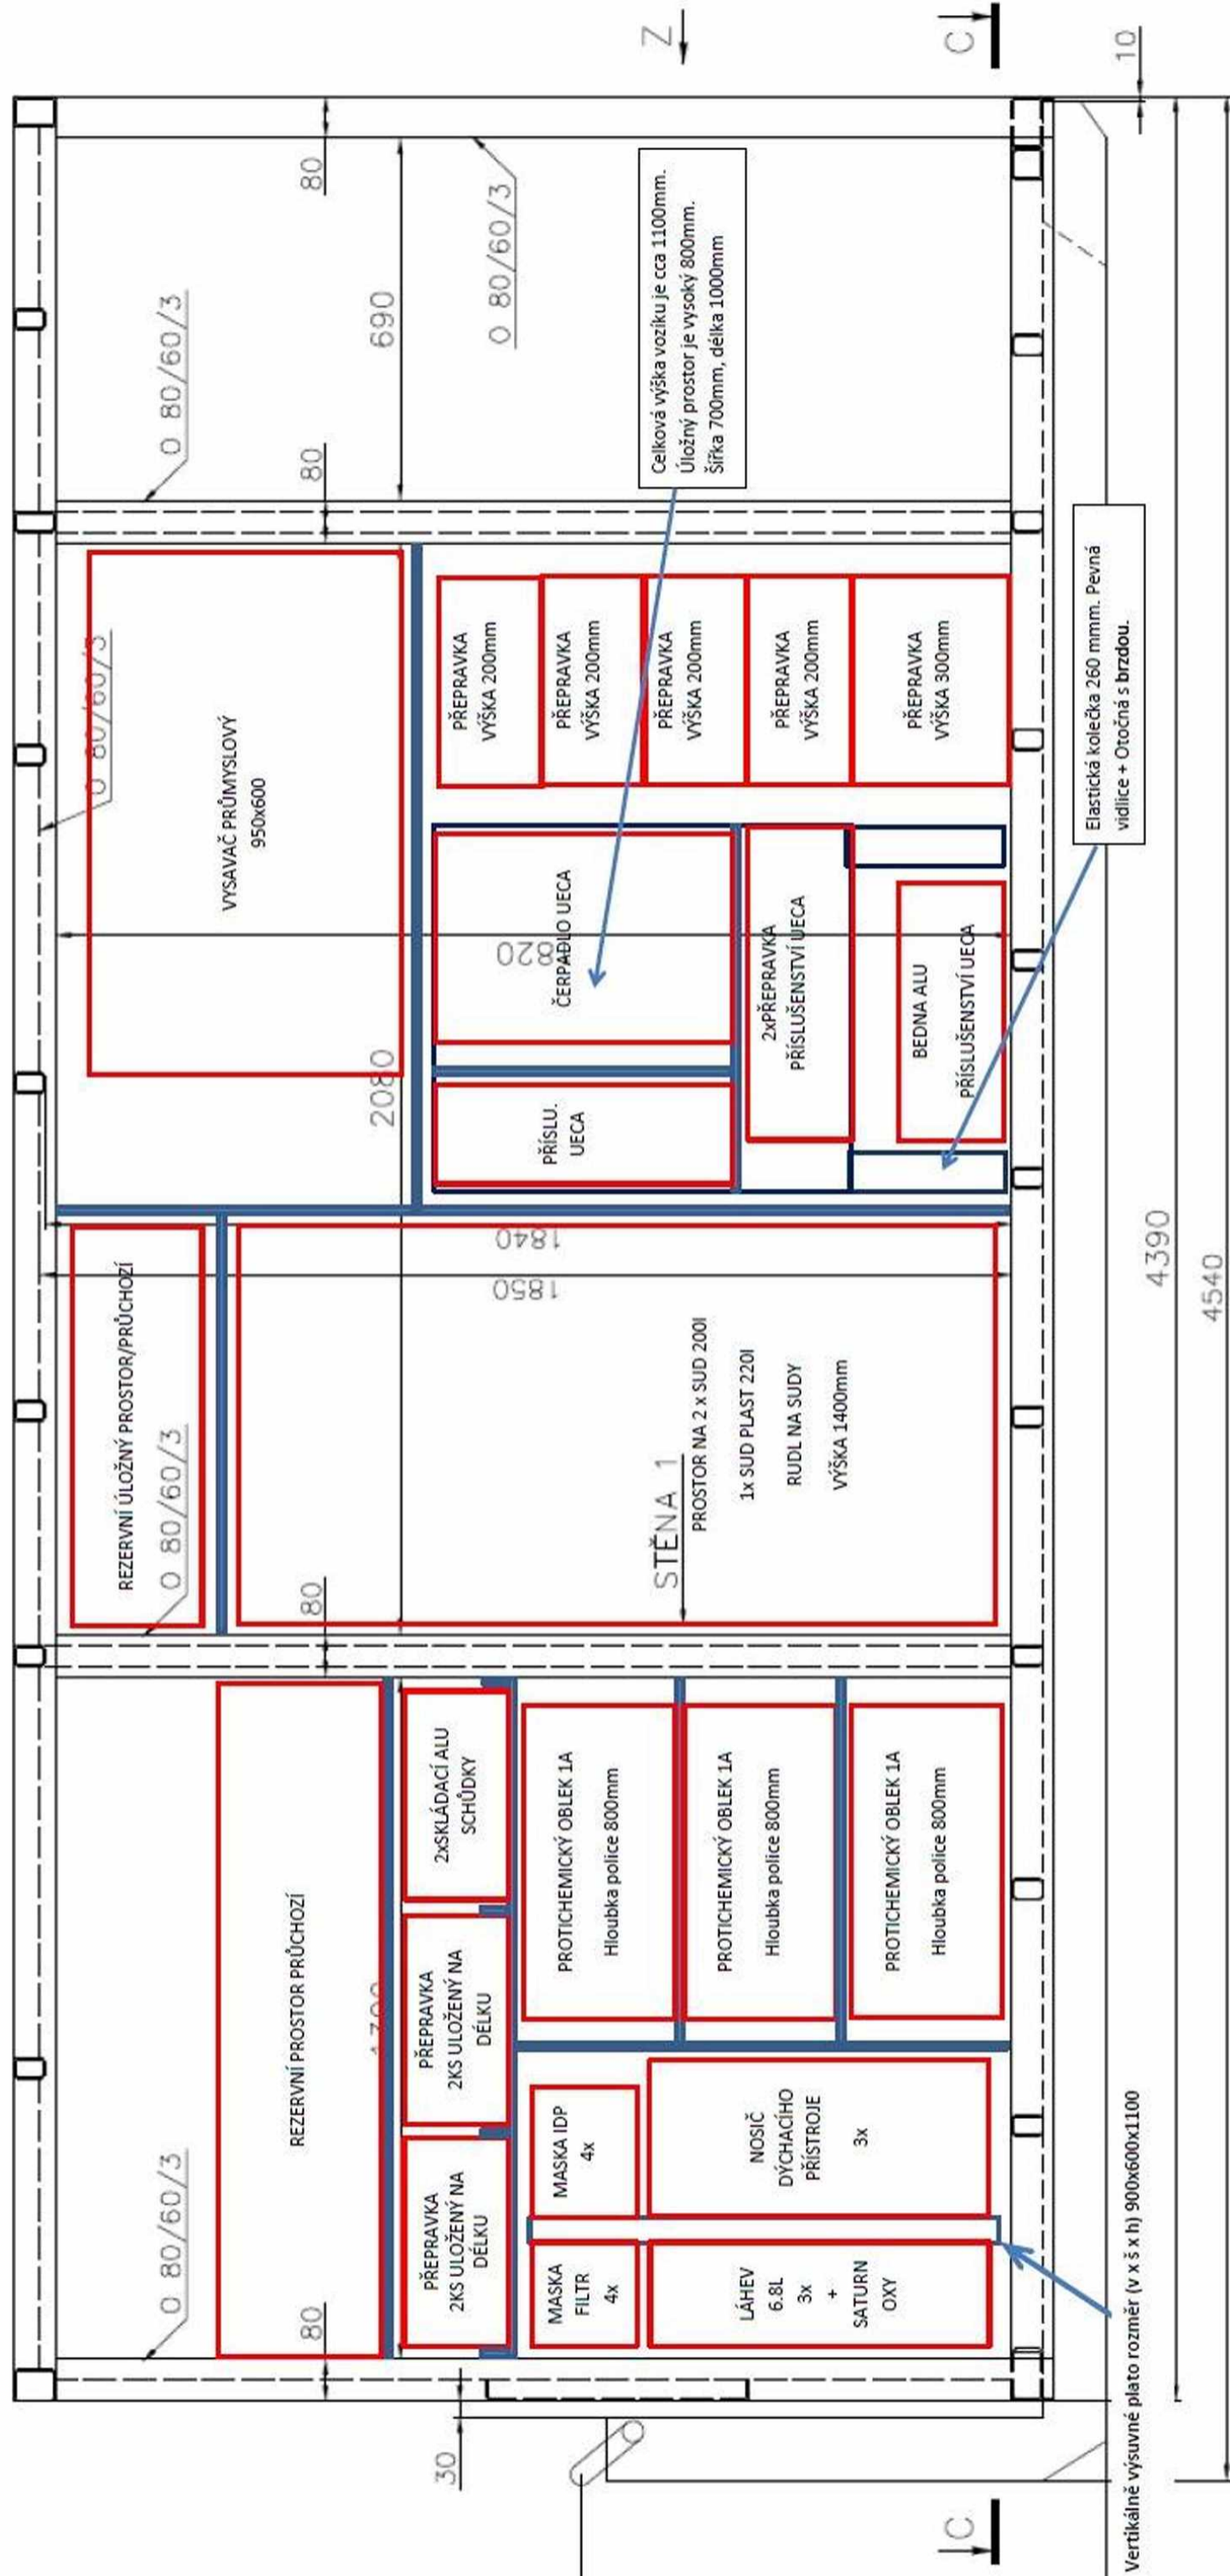 O 80/60/3
O 80/60/3
O 80/60/3
O 80/60/3
REZERVNÍ ÚLOŽNÝ PROSTOR/PRŮCHOZÍ
VYSAVAČ PRŮMYSLOVÝ
950x600
REZERVNÍ PROSTOR PRŮCHOZÍ
80
80
80
80
2080
690
30
PŘEPRAVKA
2KS ULOŽENÝ NA
DÉLKU
PŘEPRAVKA
2KS ULOŽENÝ NA
DÉLKU
2xSKLÁDACÍ ALU
SCHŮDKY
1850
1840
820
O 80/60/3
MASKA
FILTR
4x
MASKA IDP
4x
PROTICHEMICKÝ OBLEK 1A
Hloubka police 800mm
PROTICHEMICKÝ OBLEK 1A
Hloubka police 800mm
PROTICHEMICKÝ OBLEK 1A
Hloubka police 800mm
LÁHEV
6.8L
3x
+
SATURN
OXY
NOSIČ
DÝCHACÍHO
PŘÍSTROJE
3x
STĚNA 1
PROSTOR NA 2 x SUD 200l
1x SUD PLAST 220l
RUDL NA SUDY
VÝŠKA 1400mm
PŘÍSLU.
UECA
ČERPADLO UECA
2xPŘEPRAVKA
PŘÍSLUŠENSTVÍ UECA
BEDNA ALU
PŘÍSLUŠENSTVÍ UECA
PŘEPRAVKA
VÝŠKA 200mm
PŘEPRAVKA
VÝŠKA 200mm
PŘEPRAVKA
VÝŠKA 200mm
PŘEPRAVKA
VÝŠKA 200mm
PŘEPRAVKA
VÝŠKA 300mm
Celková výška vozíku je cca 1100mm.
Úložný prostor je vysoký 800mm.
Šířka 700mm, délka 1000mm
Z
C
C
10
Elastická kolečka 260 mmm. Pevná
vidlice + Otočná s brzdou.
Vertikálně výsuvné plato rozměr (v x š x h) 900x600x1100
4390
4540